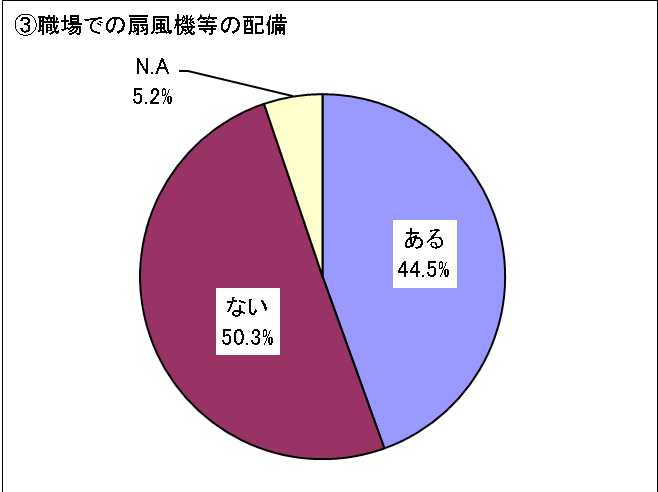 ③職場での扇風機等の配備
N.A
5.2%
ある
44.5%
ない
50.3%